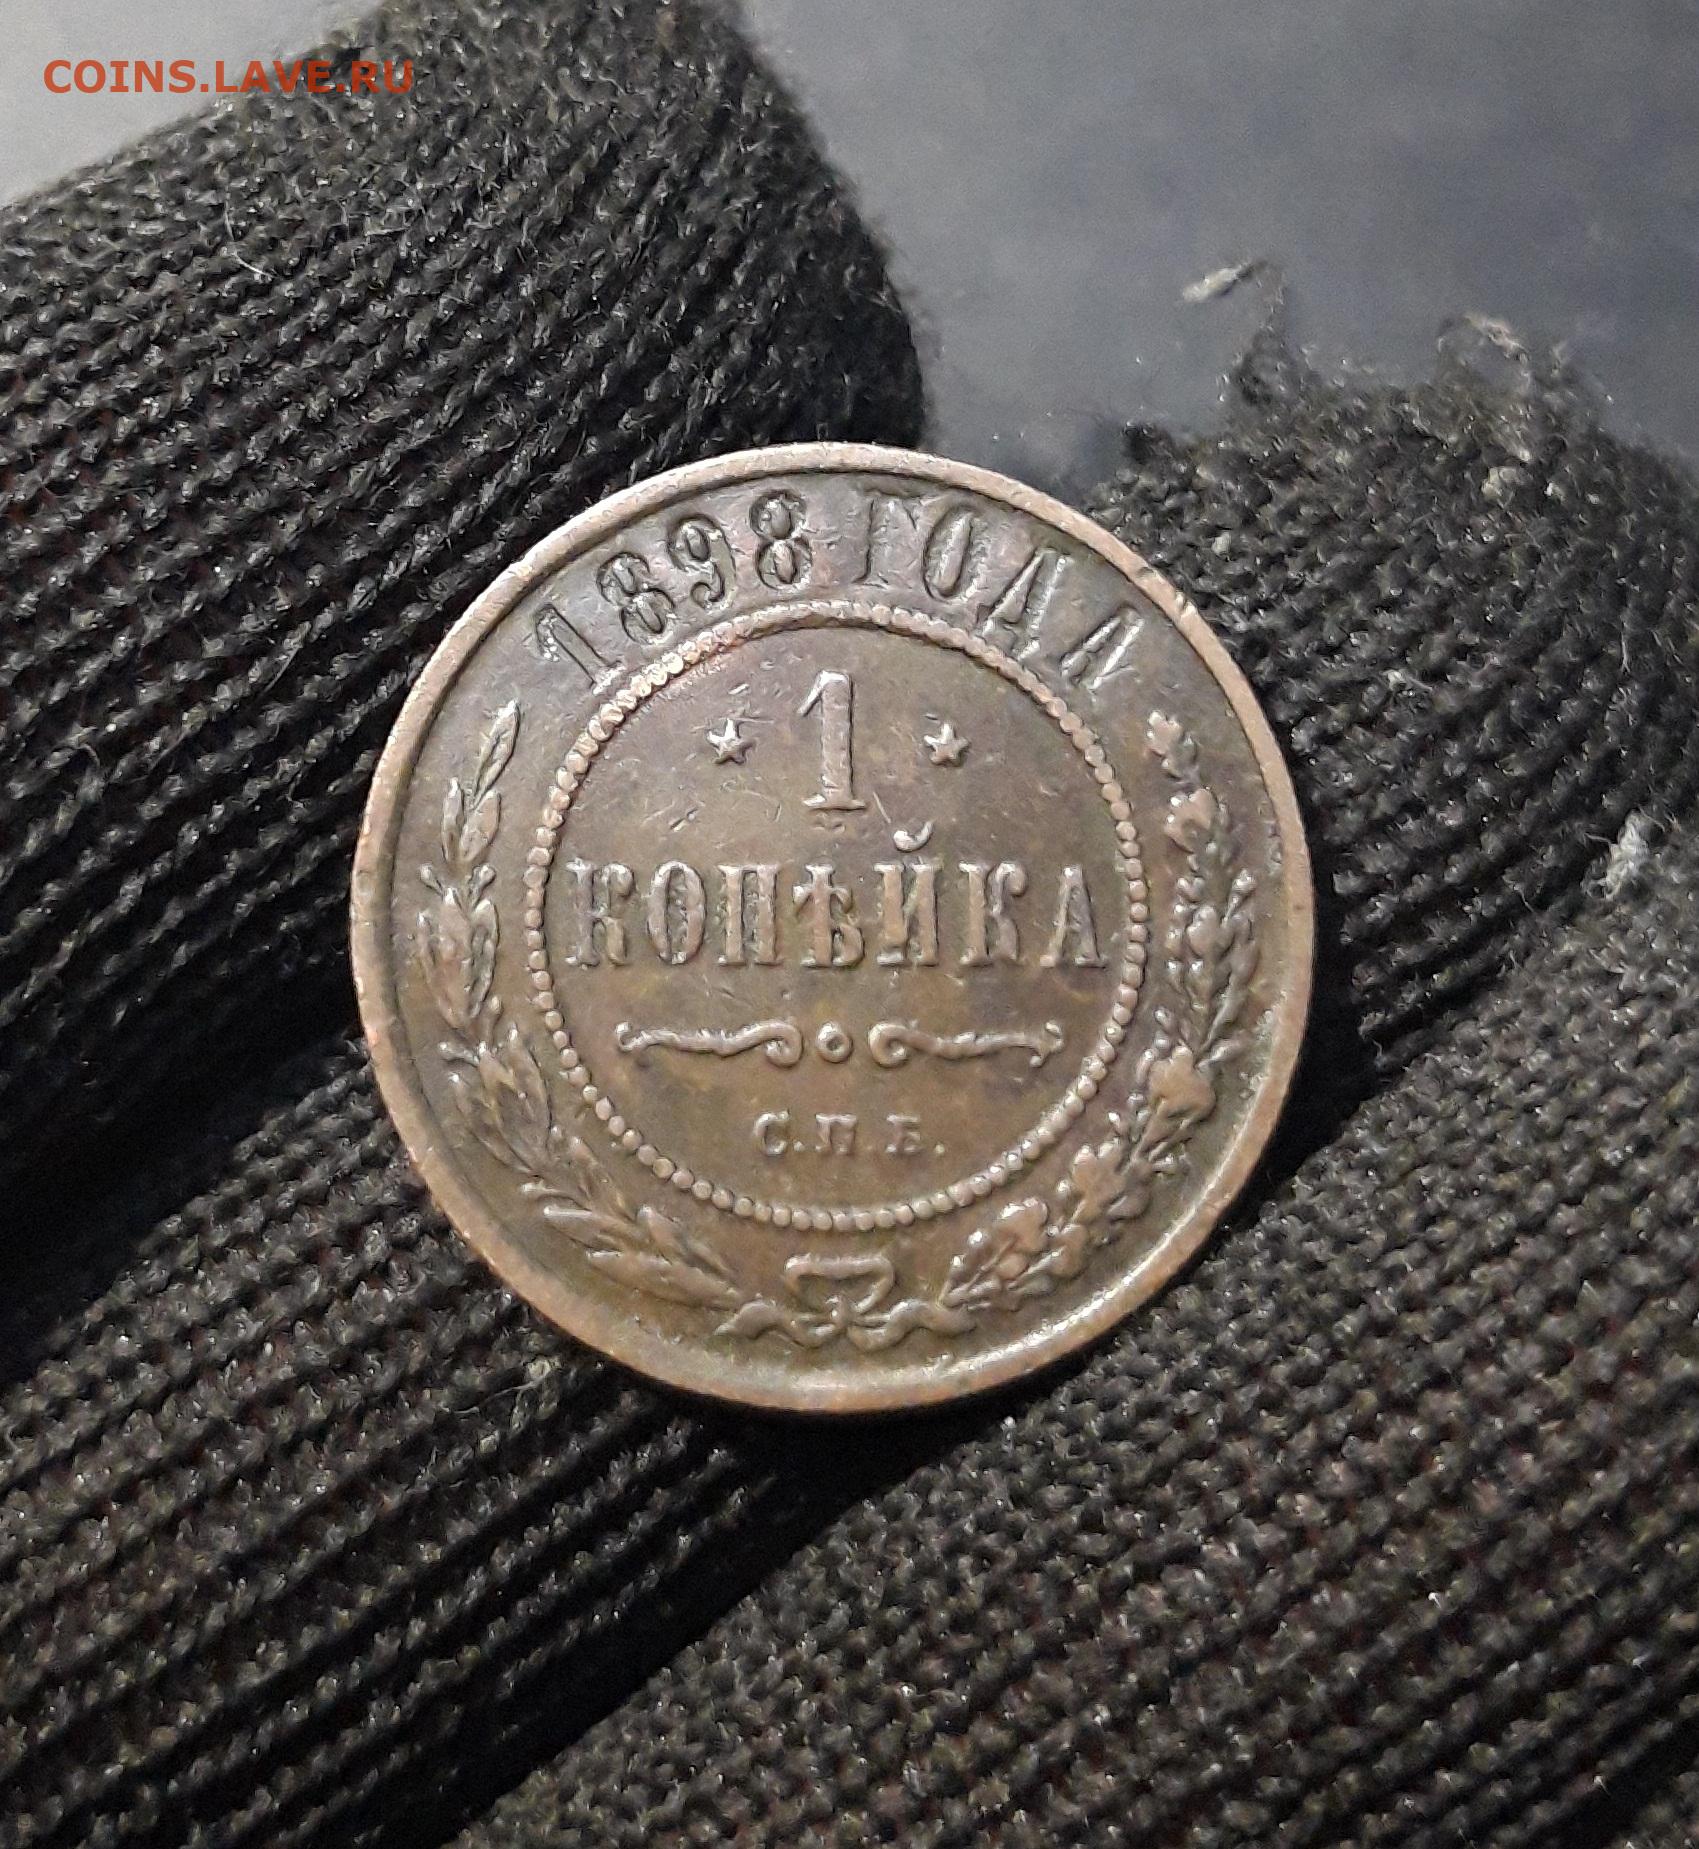 COINS.LAVE.RU
1898 ГОДА
1
КОПѢЙКА
С.П.Б.